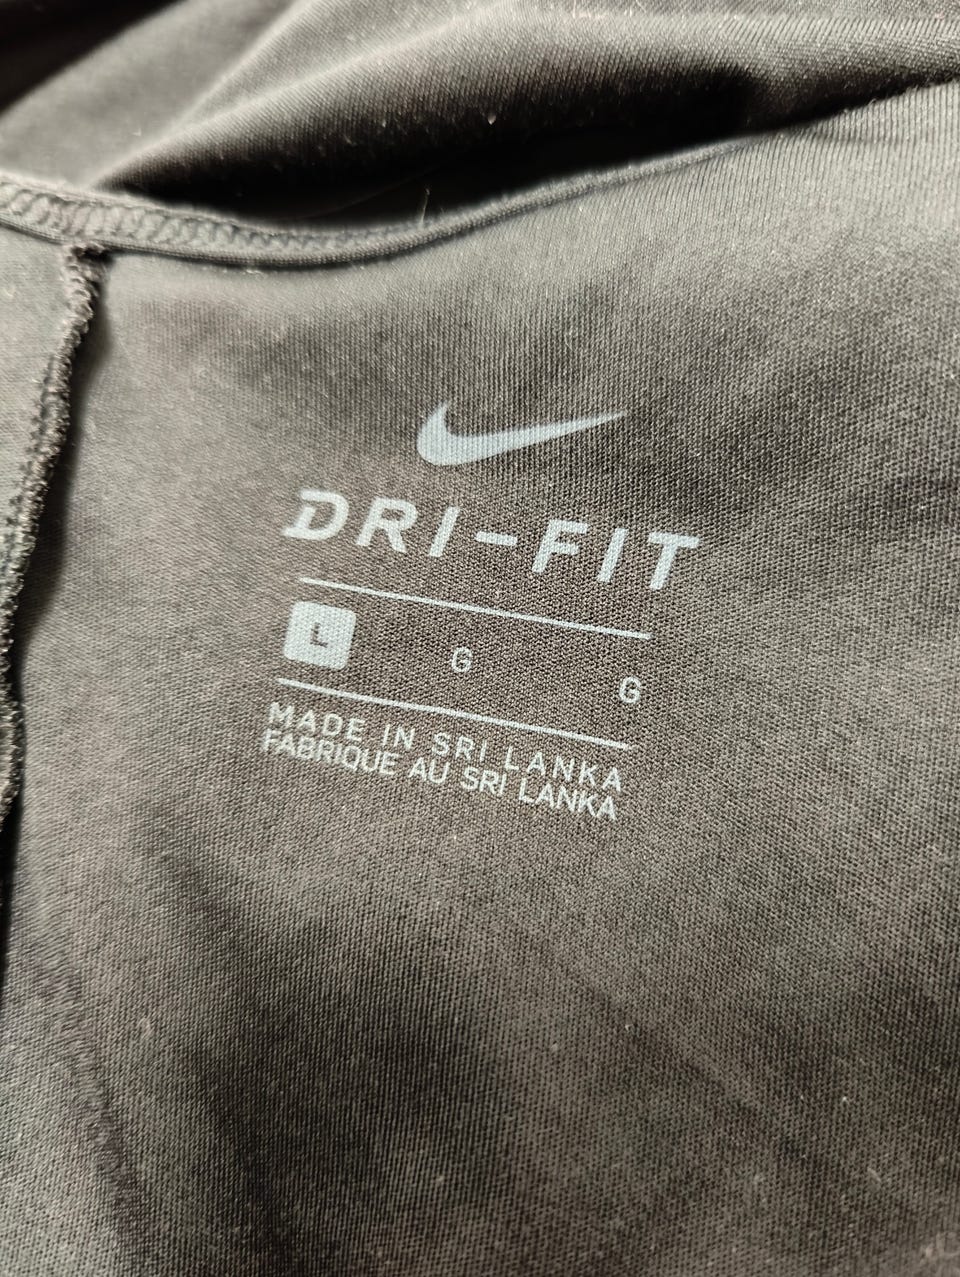 DRI-FIT
L G G
MADE IN SRI LANKA
FABRIQUE AU SRI LANKA